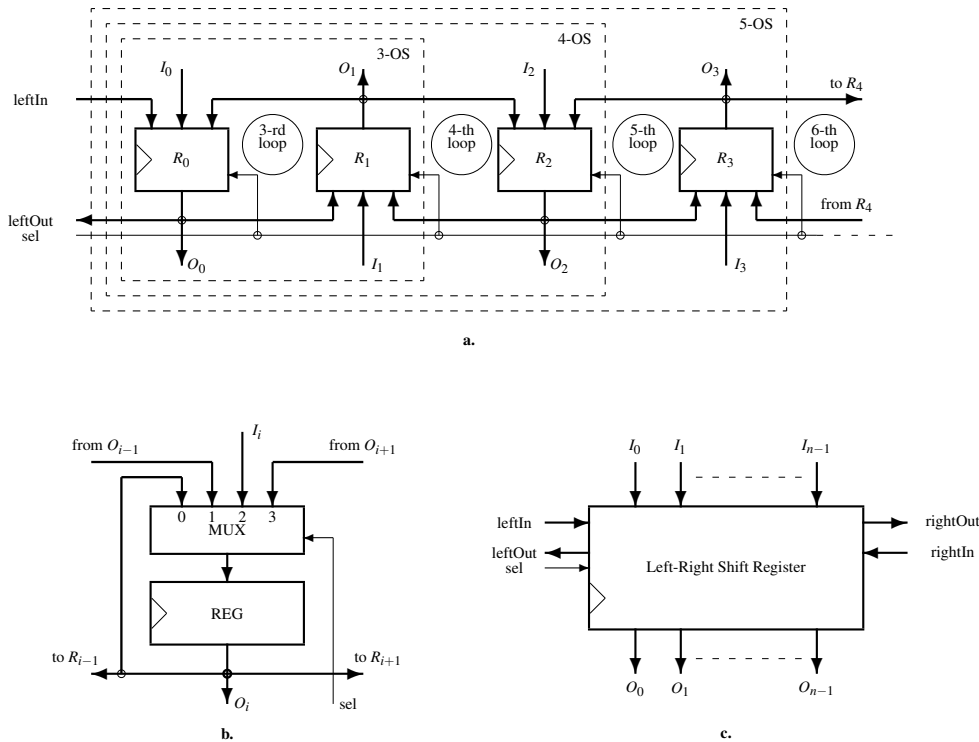 5-OS
4-OS
3-OS
I0 O1 I2 O3
to R4
leftIn
3-rd loop
4-th loop
5-th loop
6-th loop
R0 R1 R2 R3
leftOut
from R4
sel
O0 I1 O2 I3
a.
Ii
from Oi−1
from Oi+1
0 1 2 3
MUX
REG
to Ri−1
to Ri+1
Oi
sel
b.
I0 I1 In−1
leftIn
rightOut
leftOut
rightIn
sel
Left-Right Shift Register
O0 O1 On−1
c.